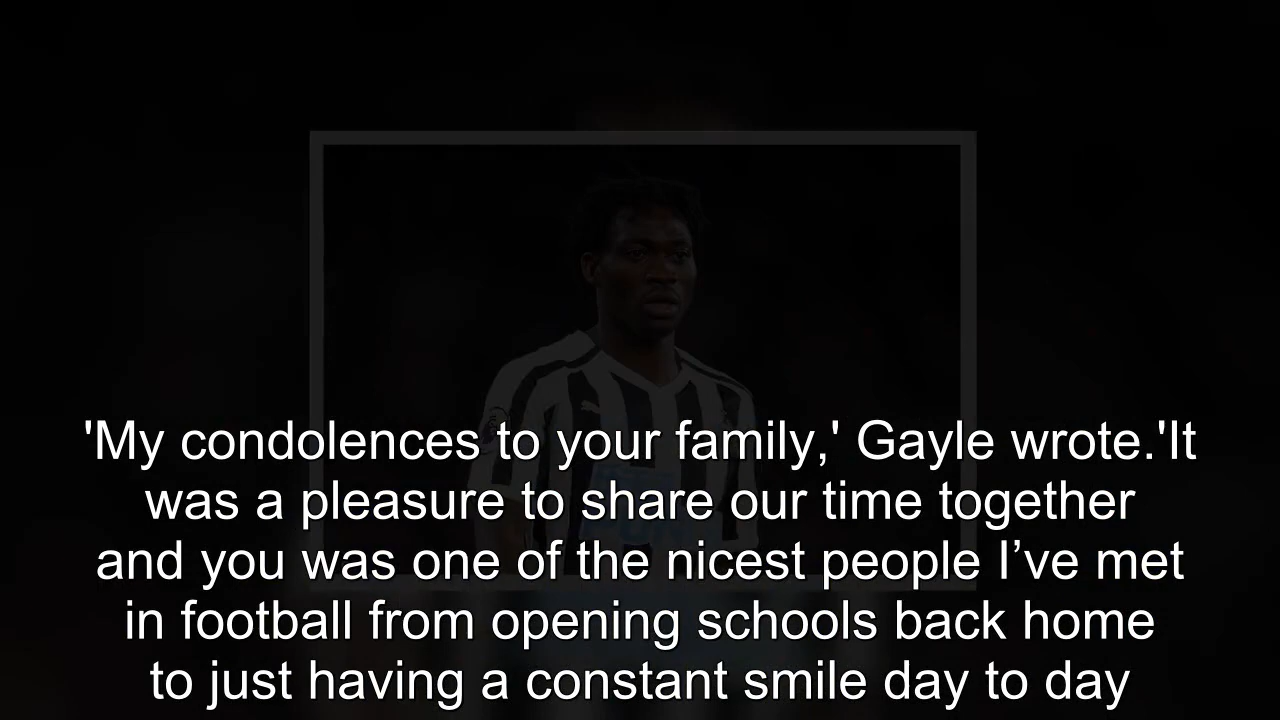 'My condolences to your family,' Gayle wrote.'It
was a pleasure to share our time together
and you was one of the nicest people I’ve met
in football from opening schools back home
to just having a constant smile day to day